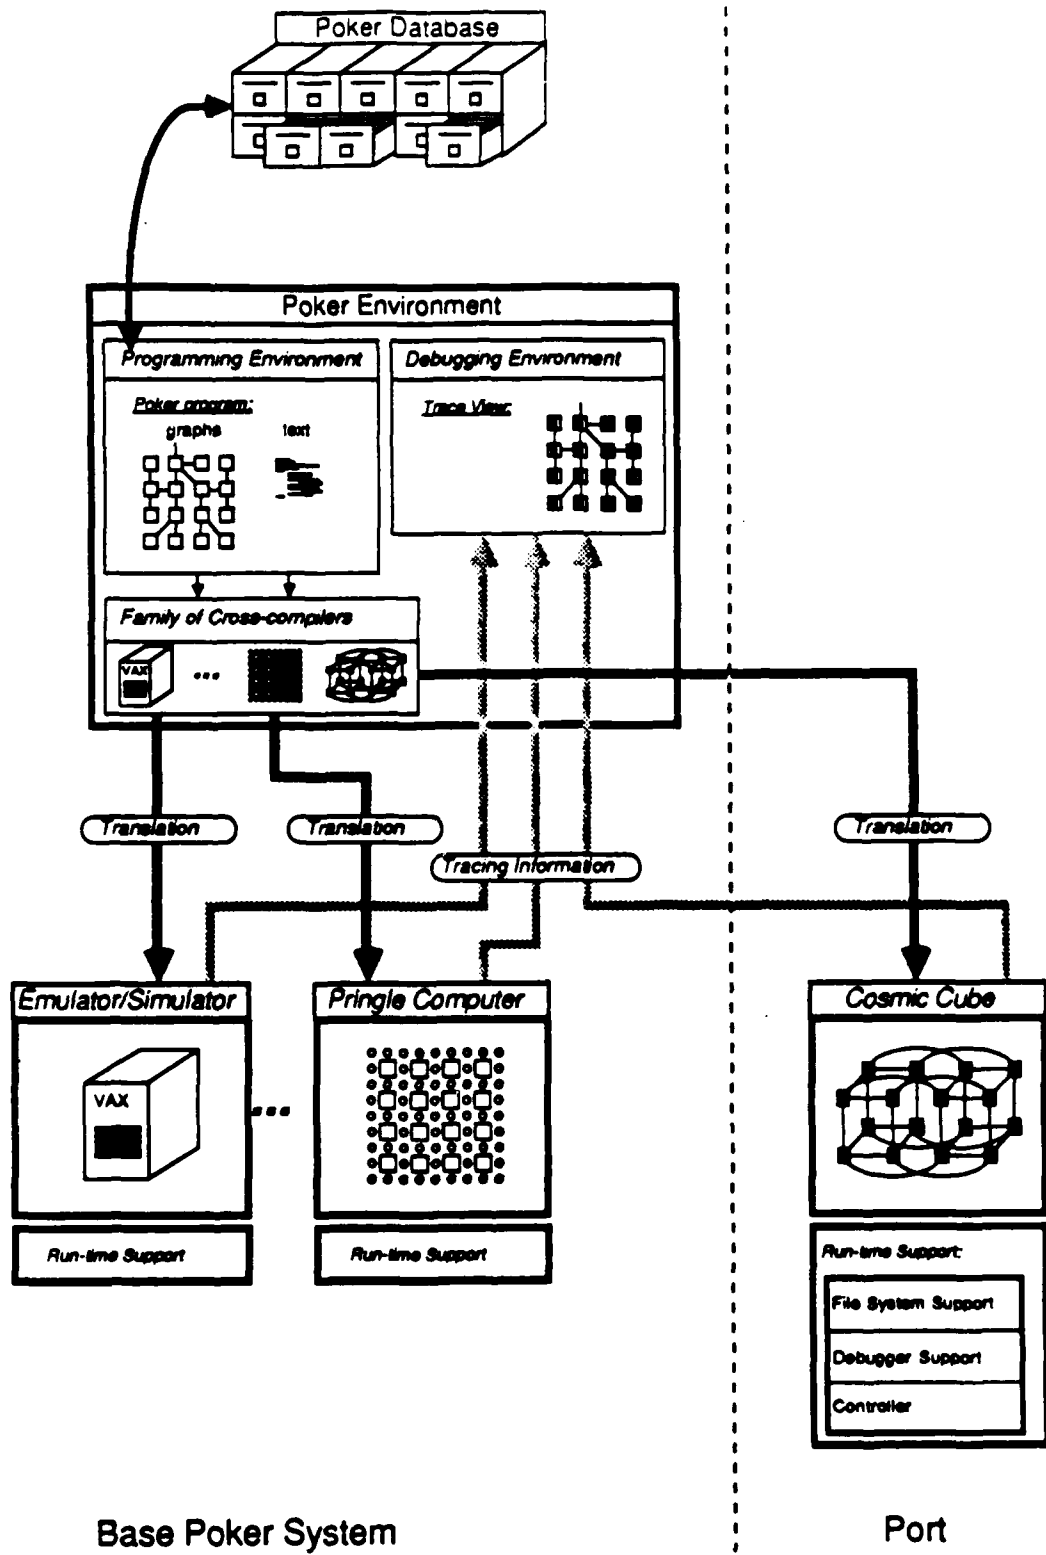 Poker Database
Poker Environment
Programming Environment
Debugging Environment
Poker program:
graphs
text
Trace View:
Family of Cross-compilers
VAX
...
Translation
Translation
Translation
Tracing Information
Emulator/Simulator
Pringle Computer
Cosmic Cube
VAX
...
Run-time Support
Run-time Support
Run-time Support:
File System Support
Debugger Support
Controller
Base Poker System
Port